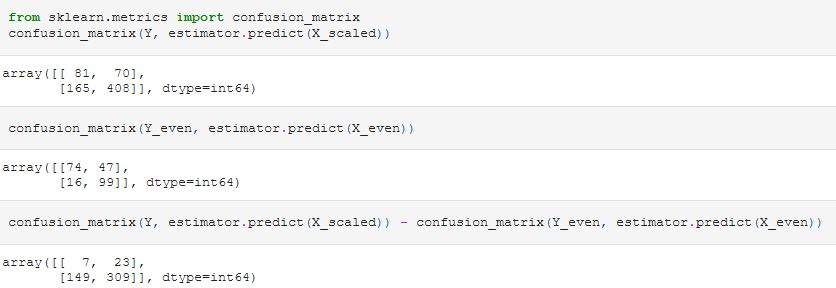 from sklearn.metrics import confusion_matrix
confusion_matrix(Y, estimator.predict(X_scaled))
array([[ 81,  70],
       [165, 408]], dtype=int64)
confusion_matrix(Y_even, estimator.predict(X_even))
array([[74, 47],
       [16, 99]], dtype=int64)
confusion_matrix(Y, estimator.predict(X_scaled)) - confusion_matrix(Y_even, estimator.predict(X_even))
array([[  7,  23],
       [149, 309]], dtype=int64)